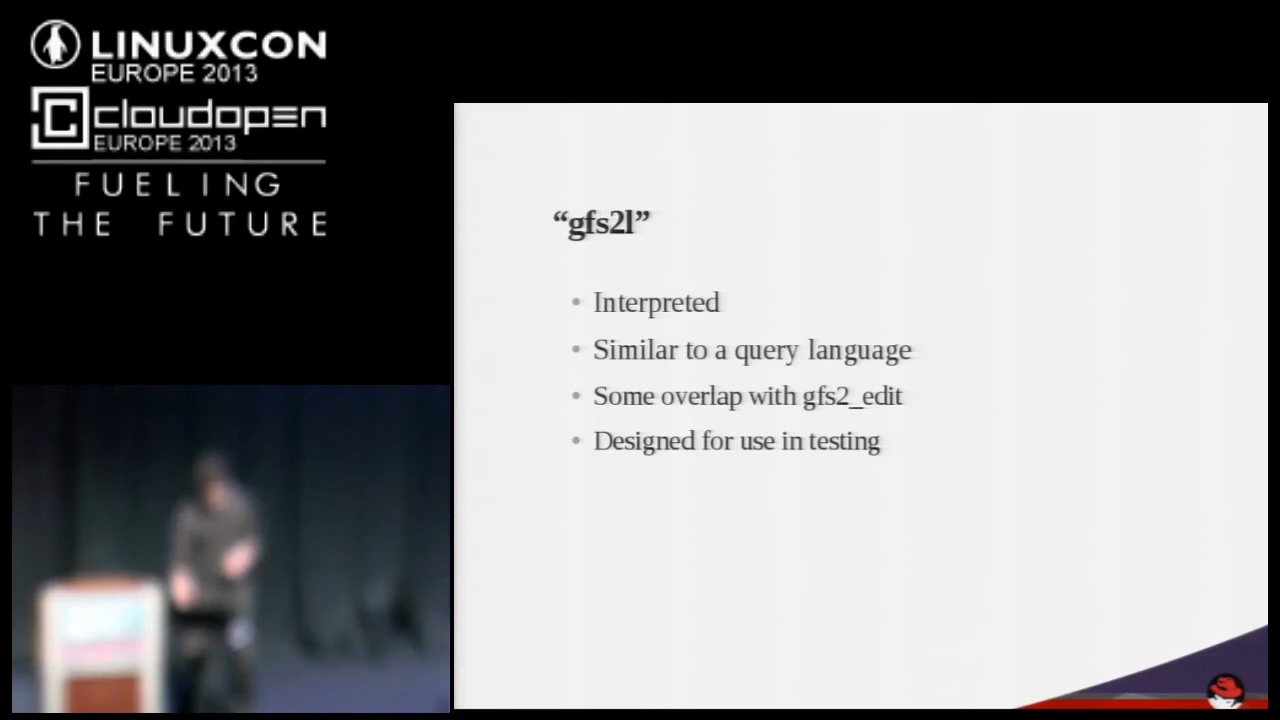 LINUXCON
EUROPE 2013
cloudopen
EUROPE 2013
FUELING
THE FUTURE
“gfs2l”
• Interpreted
• Similar to a query language
• Some overlap with gfs2_edit
• Designed for use in testing